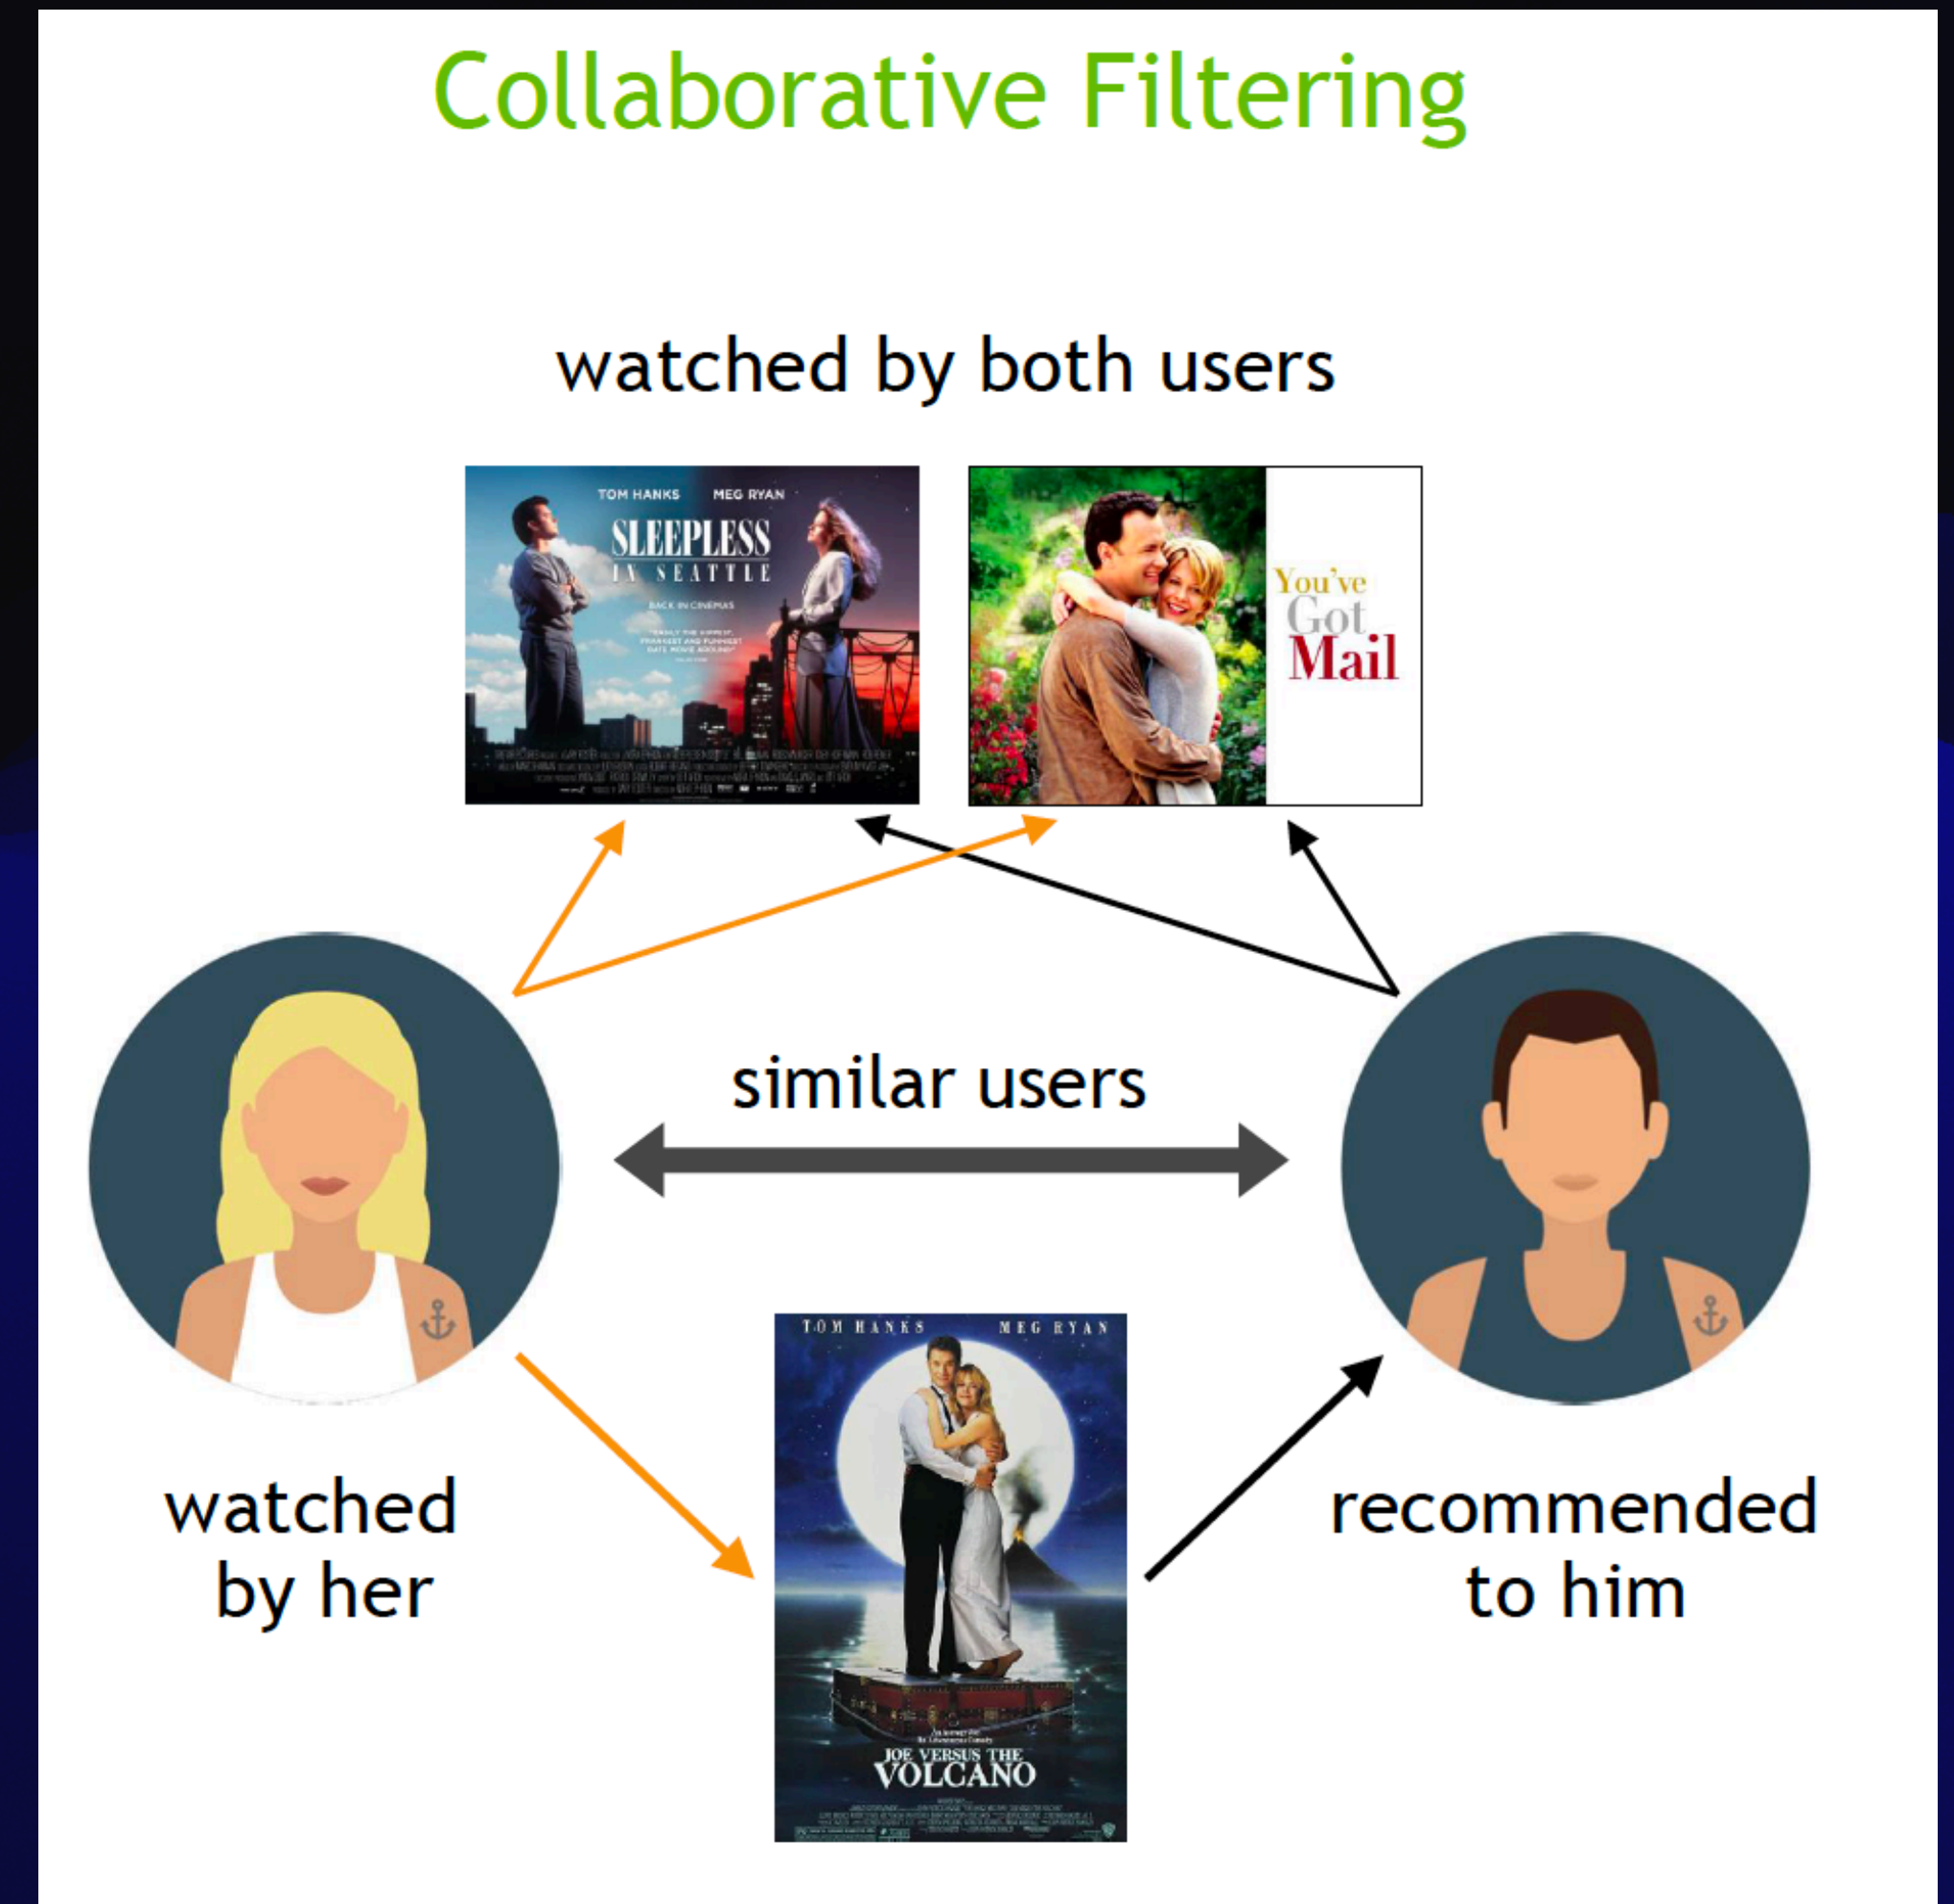 Collaborative Filtering
watched by both users
TOM HANKS MEG RYAN
SLEEPLESS
IN SEATTLE
BACK IN CINEMAS
You've
Got
Mail
similar users
TOM HANKS MEG RYAN
JOE VERSUS THE
VOLCANO
watched
by her
recommended
to him